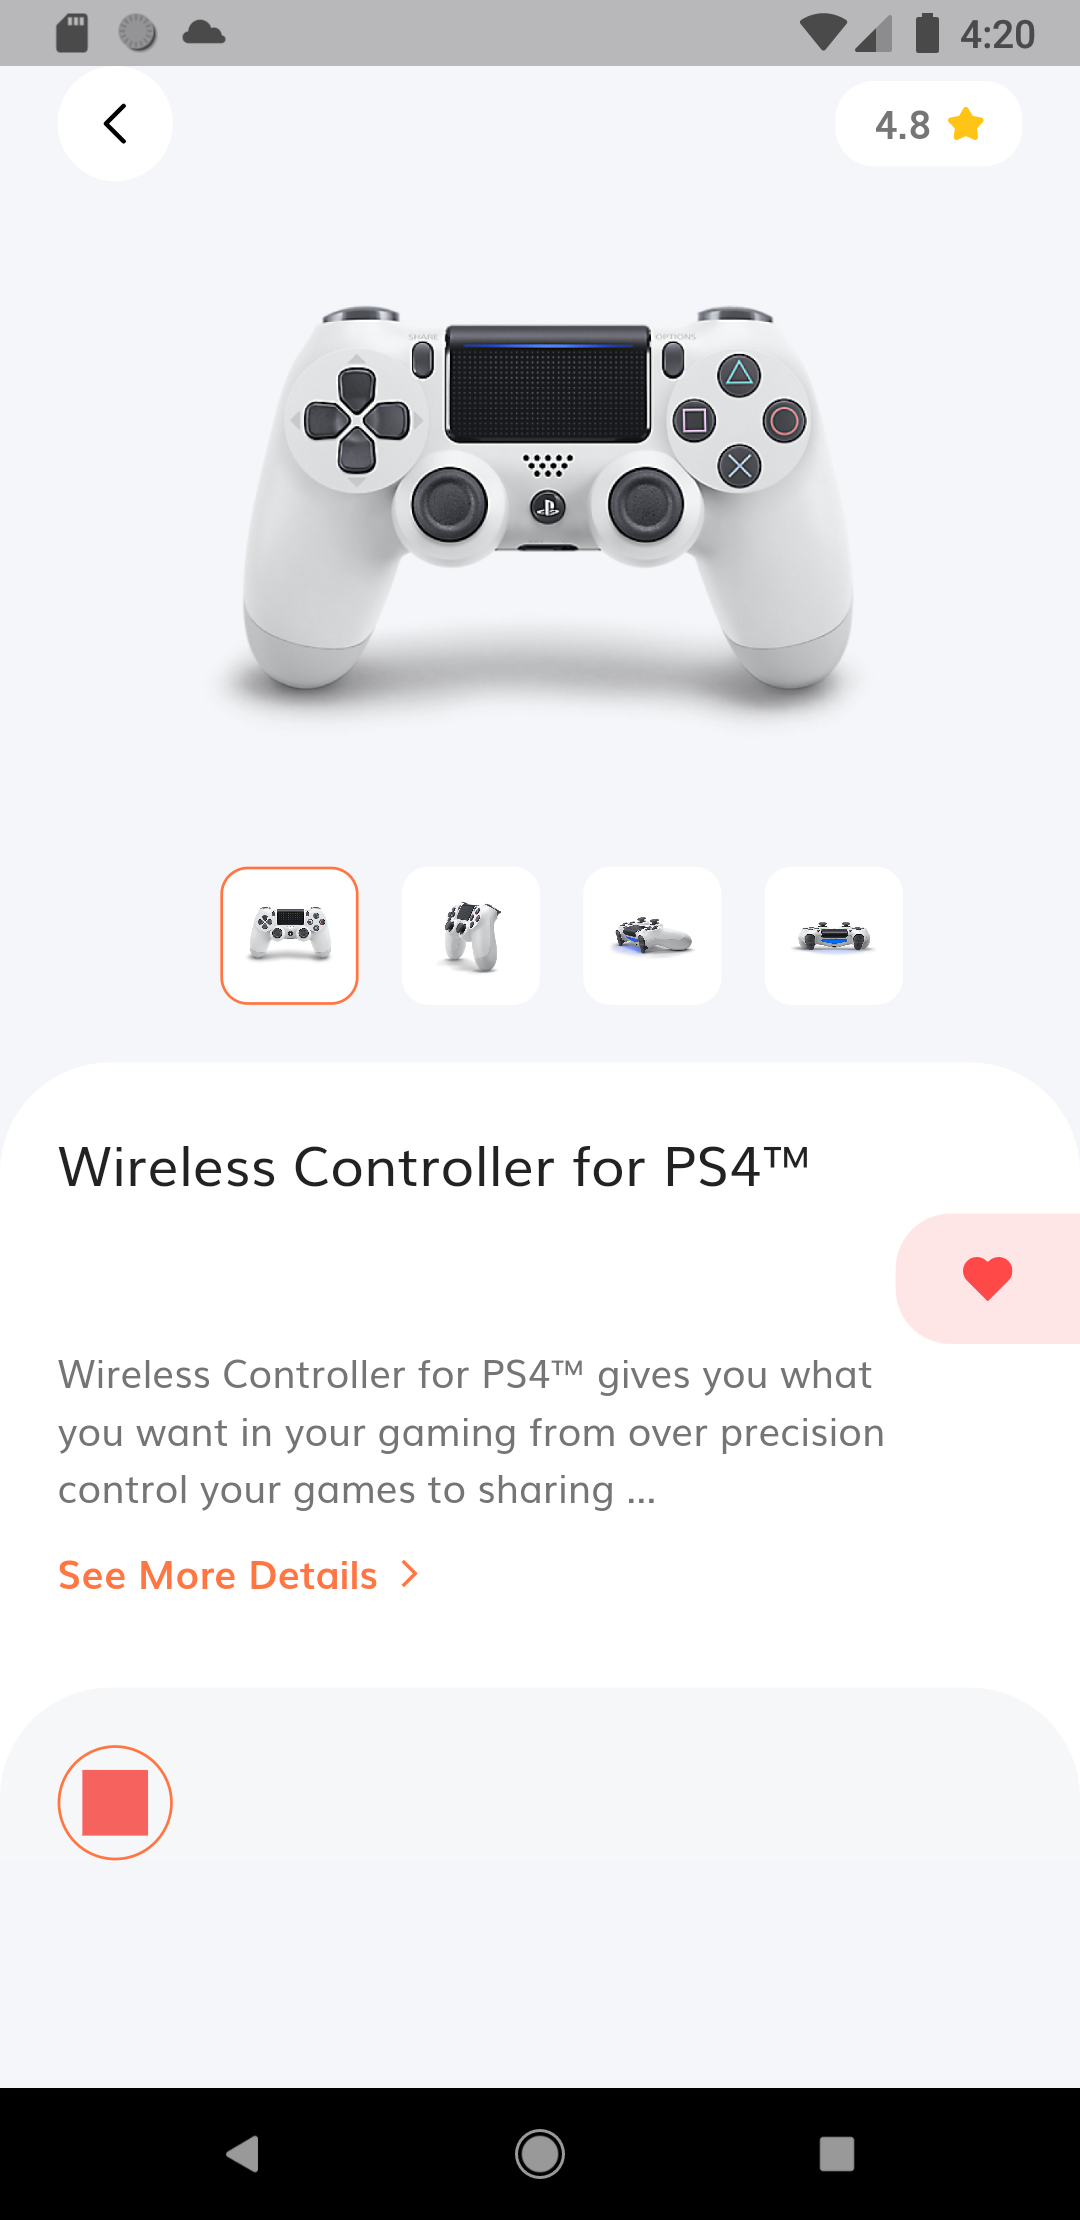 4:20
4.8
SHARE
OPTIONS
Wireless Controller for PS4™
Wireless Controller for PS4™ gives you what
you want in your gaming from over precision
control your games to sharing ...
See More Details